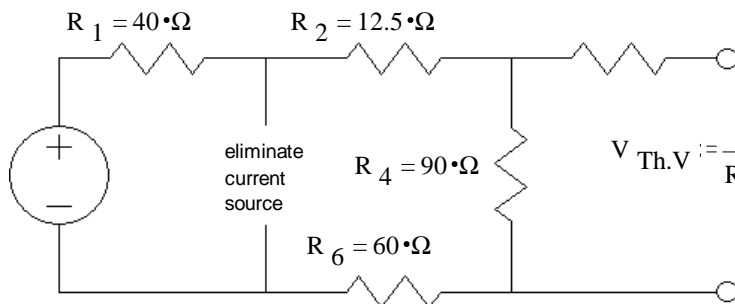 R 1 = 40•Ω
R 2 = 12.5•Ω
+
−
eliminate
current
source
R 4 = 90•Ω
V Th.V :=
R
R 6 = 60•Ω